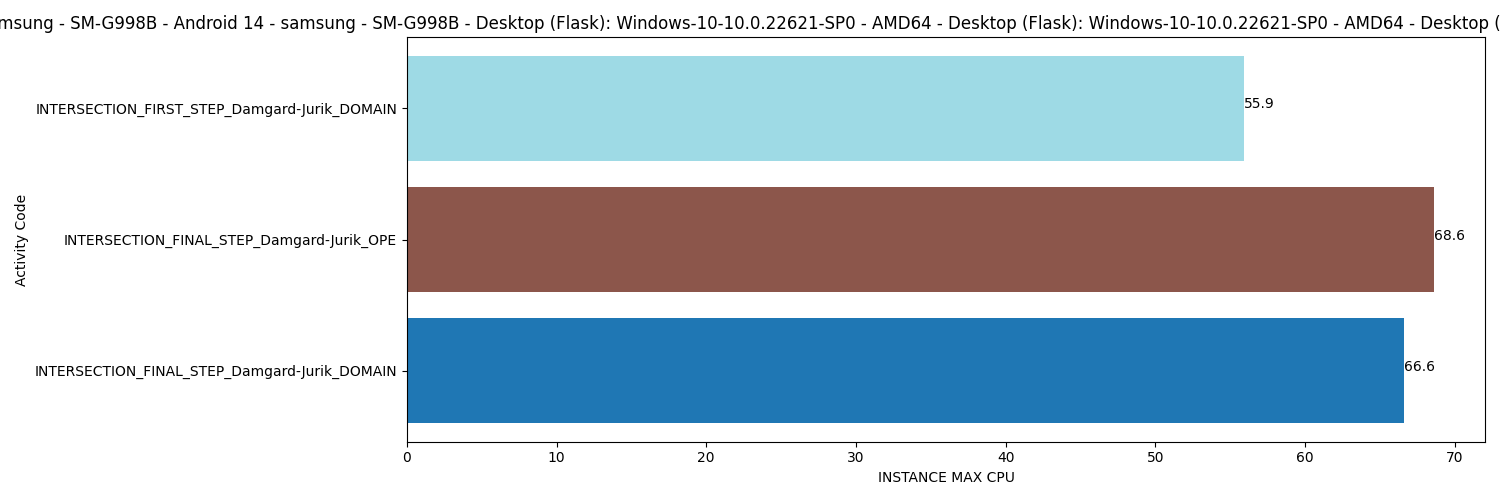 msung - SM-G998B - Android 14 - samsung - SM-G998B - Desktop (Flask): Windows-10-10.0.22621-SP0 - AMD64 - Desktop (Flask): Windows-10-10.0.22621-SP0 - AMD64 - Desktop (
INTERSECTION_FIRST_STEP_Damgard-Jurik_DOMAIN
55.9
INTERSECTION_FINAL_STEP_Damgard-Jurik_OPE
68.6
INTERSECTION_FINAL_STEP_Damgard-Jurik_DOMAIN
66.6
Activity Code
0 10 20 30 40 50 60 70
INSTANCE MAX CPU